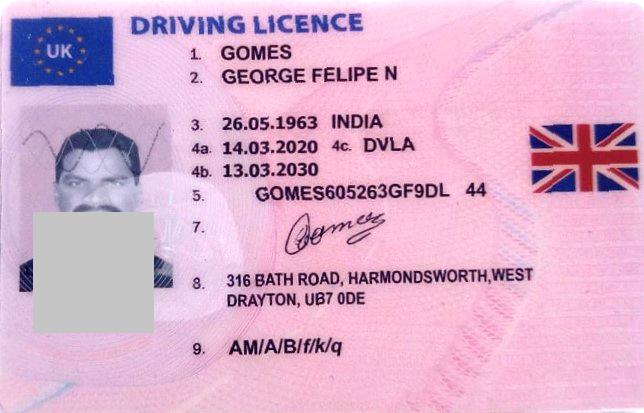 DRIVING LICENCE
UK
1. GOMES
2. GEORGE FELIPE N
3. 26.05.1963 INDIA
4a. 14.03.2020 4c. DVLA
4b. 13.03.2030
5. GOMES605263GF9DL 44
7. Gomes
8. 316 BATH ROAD, HARMONDSWORTH,WEST
DRAYTON, UB7 0DE
9. AM/A/B/f/k/q